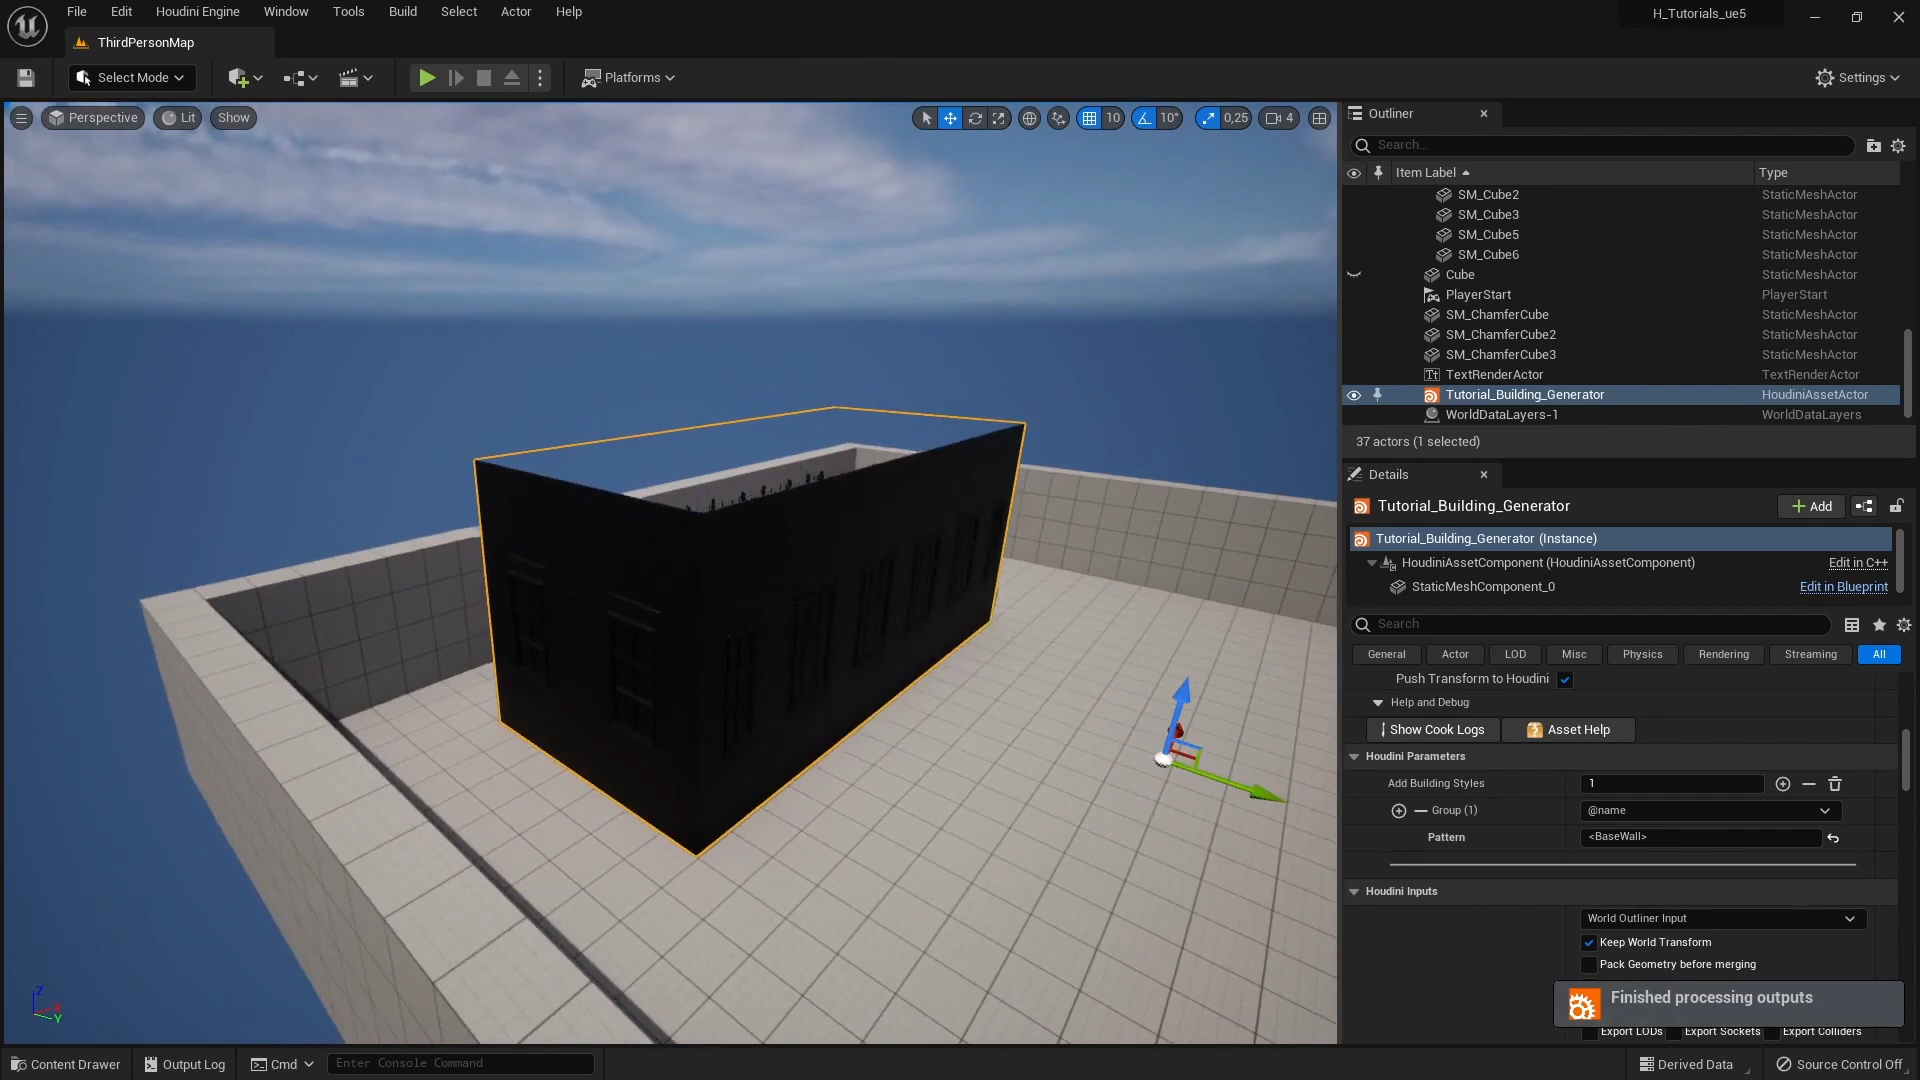 File Edit Houdini Engine Window Tools Build Select Actor Help
H_Tutorials_ue5
ThirdPersonMap
Select Mode
Platforms
Settings
Perspective Lit Show
10 10° 0,25 4
Outliner
Search...
Item Label Type
SM_Cube2 StaticMeshActor
SM_Cube3 StaticMeshActor
SM_Cube5 StaticMeshActor
SM_Cube6 StaticMeshActor
Cube StaticMeshActor
PlayerStart PlayerStart
SM_ChamferCube StaticMeshActor
SM_ChamferCube2 StaticMeshActor
SM_ChamferCube3 StaticMeshActor
Tt TextRenderActor TextRenderActor
Tutorial_Building_Generator HoudiniAssetActor
WorldDataLayers-1 WorldDataLayers
37 actors (1 selected)
Details
Tutorial_Building_Generator
Add
Tutorial_Building_Generator (Instance)
HoudiniAssetComponent (HoudiniAssetComponent) Edit in C++
StaticMeshComponent_0 Edit in Blueprint
Search
General Actor LOD Misc Physics Rendering Streaming All
Push Transform to Houdini
Help and Debug
Show Cook Logs Asset Help
Houdini Parameters
Add Building Styles 1
Group (1) @name
Pattern <BaseWall>
Houdini Inputs
World Outliner Input
Keep World Transform
Pack Geometry before merging
Finished processing outputs
Export LODs Export Sockets Export Colliders
Z X Y
Content Drawer Output Log Cmd Enter Console Command
Derived Data Source Control Off